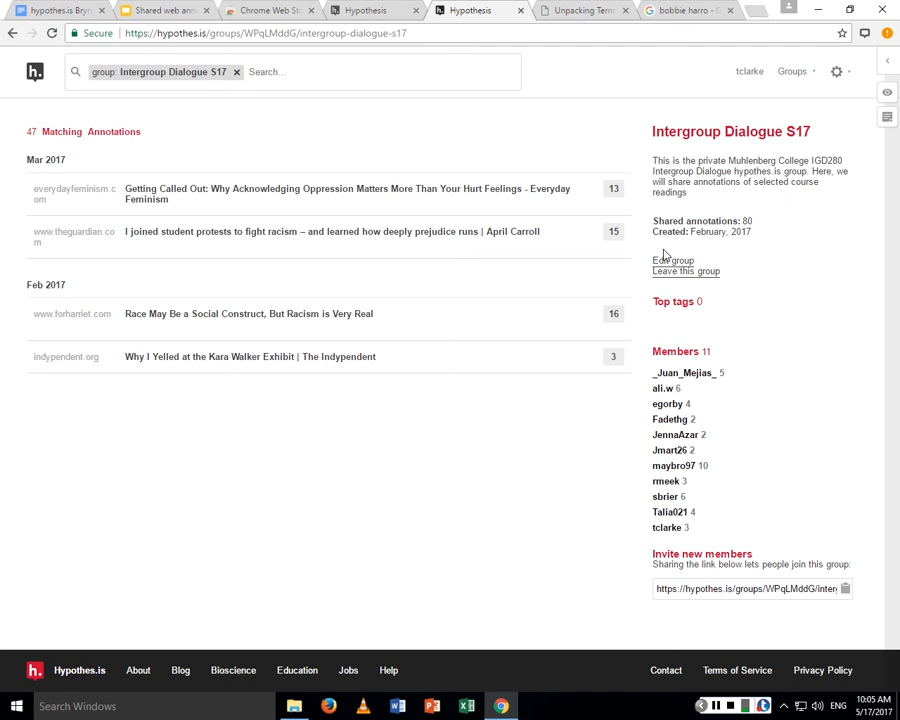 hypothes.is Bryn
Shared web ann
Chrome Web Sto
Hypothesis
Hypothesis
Unpacking Term
bobbie harro - G
Secure
https://hypothes.is/groups/WPqLMddG/intergroup-dialogue-s17
h.
group: Intergroup Dialogue S17
Search...
tclarke
Groups
47 Matching Annotations
Mar 2017
everydayfeminism.c
om
Getting Called Out: Why Acknowledging Oppression Matters More Than Your Hurt Feelings - Everyday
Feminism
13
www.theguardian.co
m
I joined student protests to fight racism – and learned how deeply prejudice runs | April Carroll
15
Feb 2017
www.forharriet.com
Race May Be a Social Construct, But Racism is Very Real
16
indypendent.org
Why I Yelled at the Kara Walker Exhibit | The Indypendent
3
Intergroup Dialogue S17
This is the private Muhlenberg College IGD280
Intergroup Dialogue hypothes.is group. Here, we
will share annotations of selected course
readings
Shared annotations: 80
Created: February, 2017
Edit group
Leave this group
Top tags 0
Members 11
_Juan_Mejias_ 5
ali.w 6
egorby 4
Fadethg 2
JennaAzar 2
Jmart26 2
maybro97 10
rmeek 3
sbrier 6
Talia021 4
tclarke 3
Invite new members
Sharing the link below lets people join this group:
https://hypothes.is/groups/WPqLMddG/interg
h.
Hypothes.is
About
Blog
Bioscience
Education
Jobs
Help
Contact
Terms of Service
Privacy Policy
Search Windows
ENG
10:05 AM
5/17/2017